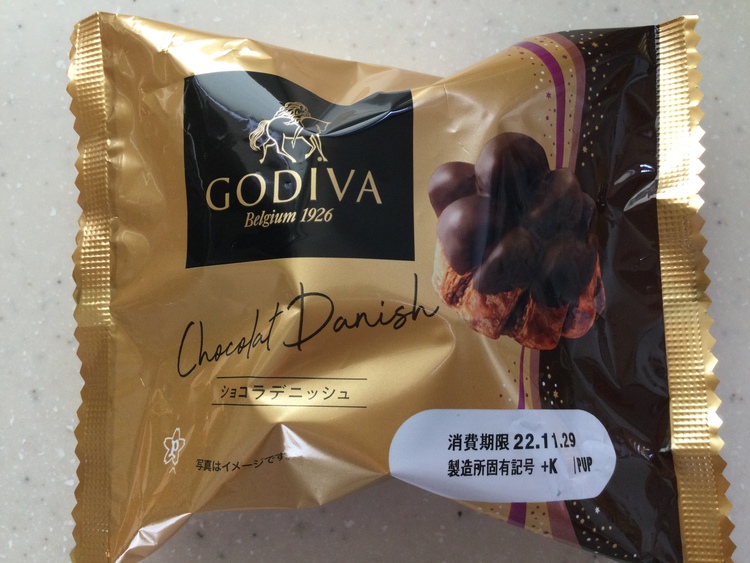 GODIVA
Belgium 1926
Chocolat Danish
ショコラデニッシュ
写真はイメージです。
消費期限 22.11.29
製造所固有記号 +K /PUP